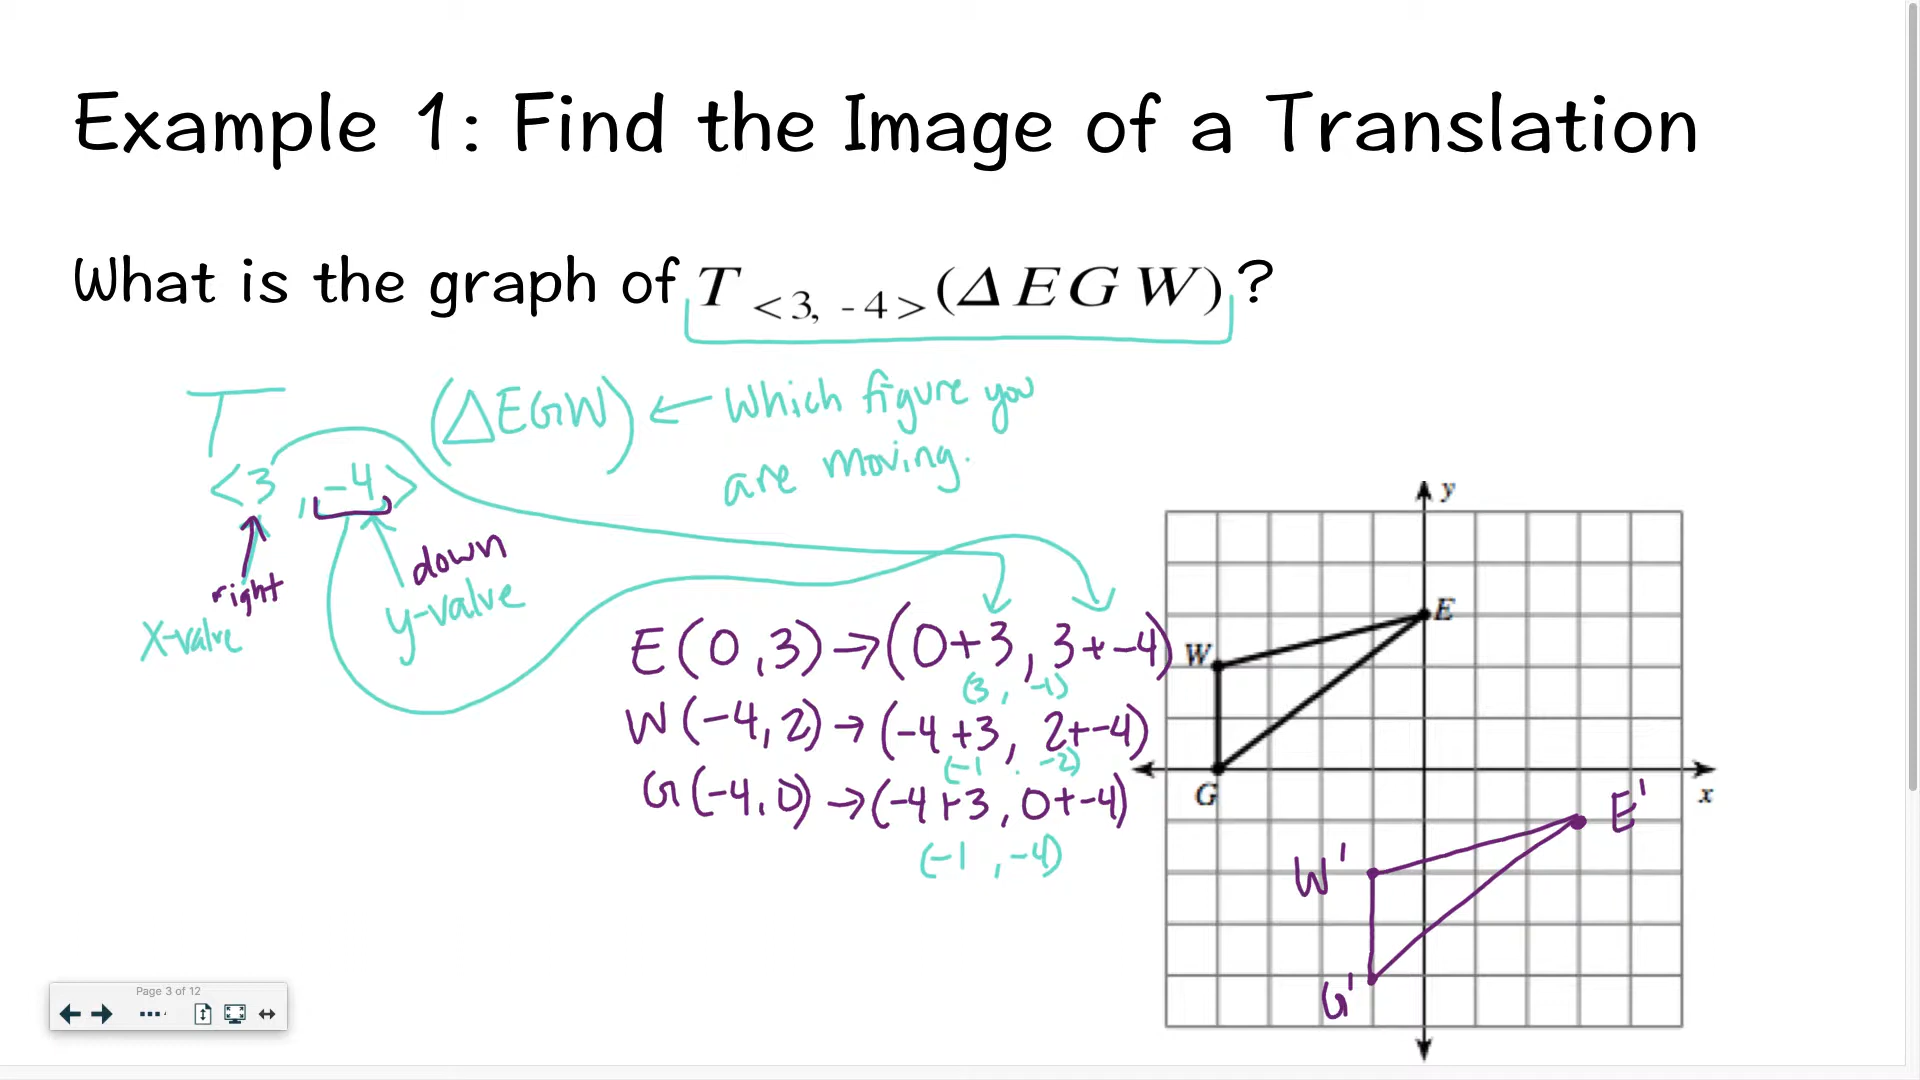 Example 1: Find the Image of a Translation
What is the graph of T <3, -4> (Δ E G W) ?
T
<3, -4>
(ΔEGW) ← Which figure you
are moving.
right
x-value
down
y-value
E(0,3) → (0+3, 3+-4)
(3, -1)
W(-4,2) → (-4+3, 2+-4)
(-1, -2)
G(-4,0) → (-4+3, 0+-4)
(-1, -4)
y
E
W
G
x
E'
W'
G'
Page 3 of 12